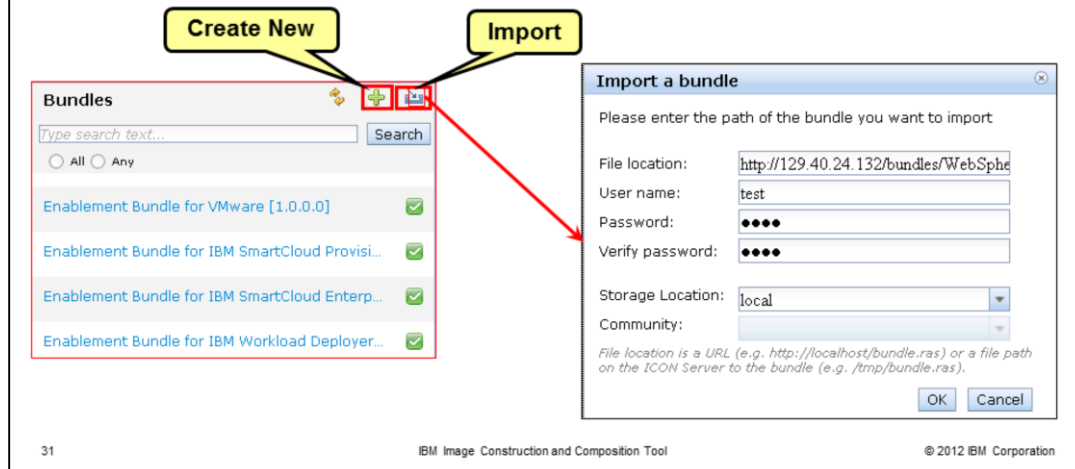 Create New
Import
Bundles
Type search text...
Search
All
Any
Enablement Bundle for VMware [1.0.0.0]
Enablement Bundle for IBM SmartCloud Provisi...
Enablement Bundle for IBM SmartCloud Enterp...
Enablement Bundle for IBM Workload Deployer...
Import a bundle
Please enter the path of the bundle you want to import
File location: http://129.40.24.132/bundles/WebSphe
User name: test
Password: ●●●●
Verify password: ●●●●
Storage Location: local
Community:
File location is a URL (e.g. http://localhost/bundle.ras) or a file path
on the ICON Server to the bundle (e.g. /tmp/bundle.ras).
OK Cancel
31 IBM Image Construction and Composition Tool © 2012 IBM Corporation